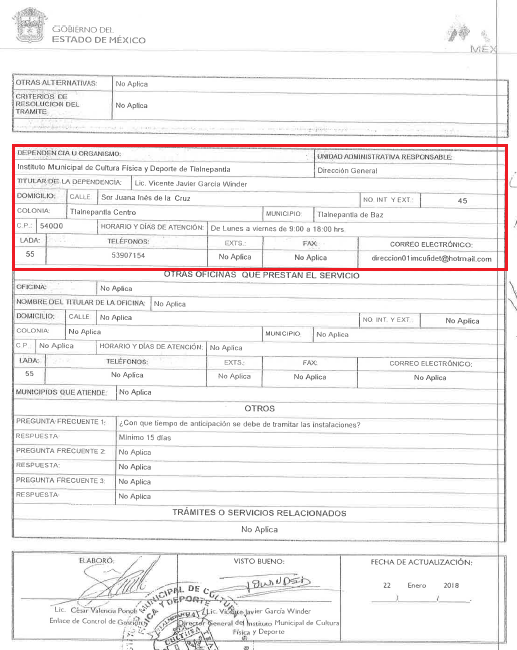 GOBIERNO DEL
ESTADO DE MÉXICO
MÉX
OTRAS ALTERNATIVAS: No Aplica
CRITERIOS DE RESOLUCION DEL TRAMITE No Aplica
DEPENDENCIA U ORGANISMO: UNIDAD ADMINISTRATIVA RESPONSABLE:
Instituto Municipal de Cultura Física y Deporte de Tlalnepantla Dirección General
TITULAR DE LA DEPENDENCIA: Lic. Vicente Javier García Winder
DOMICILIO: CALLE Sor Juana Inés de la Cruz NO. INT. Y EXT.: 45
COLONIA: Tlalnepantla Centro MUNICIPIO: Tlalnepantla de Baz
C.P.: 54000 HORARIO Y DÍAS DE ATENCIÓN: De Lunes a viernes de 9:00 a 18:00 hrs.
LADA: TELÉFONOS: EXTS.: FAX: CORREO ELECTRÓNICO:
55 53907154 No Aplica No Aplica direccion01imcufidet@hotmail.com
OTRAS OFICINAS QUE PRESTAN EL SERVICIO
OFICINA: No Aplica
NOMBRE DEL TITULAR DE LA OFICINA: No Aplica
DOMICILIO: CALLE No Aplica NO. INT. Y EXT.: No Aplica
COLONIA: No Aplica MUNICIPIO: No Aplica
C.P. No Aplica HORARIO Y DÍAS DE ATENCIÓN: No Aplica
LADA: TELÉFONOS: EXTS.: FAX: CORREO ELECTRÓNICO:
55 No Aplica No Aplica No Aplica No Aplica
MUNICIPIOS QUE ATIENDE: No Aplica
OTROS
PREGUNTA FRECUENTE 1: ¿Con que tiempo de anticipación se debe de tramitar las instalaciones?
RESPUESTA: Mínimo 15 días
PREGUNTA FRECUENTE 2: No Aplica
RESPUESTA: No Aplica
PREGUNTA FRECUENTE 3: No Aplica
RESPUESTA: No Aplica
TRÁMITES O SERVICIOS RELACIONADOS
No Aplica
ELABORÓ: VISTO BUENO: FECHA DE ACTUALIZACIÓN:
22 Enero 2018
Lic. César Valencia Lic. Vicente Javier García Winder
Enlace de Control de Gestión Director General del Instituto Municipal de Cultura
Física y Deporte
MUNICIPAL DE CULTURA
FÍSICA Y DEPORTE